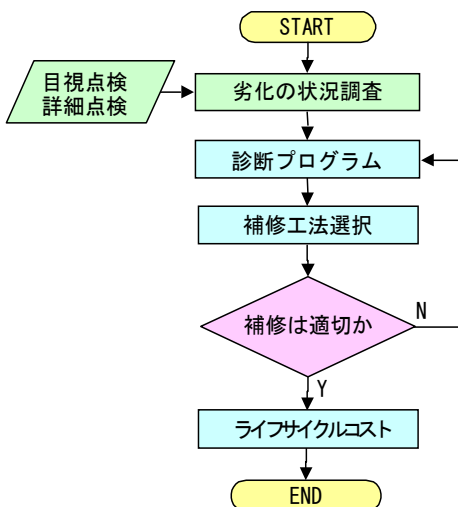 START
目視点検
詳細点検
劣化の状況調査
診断プログラム
補修工法選択
補修は適切か
N
Y
ライフサイクルコスト
END